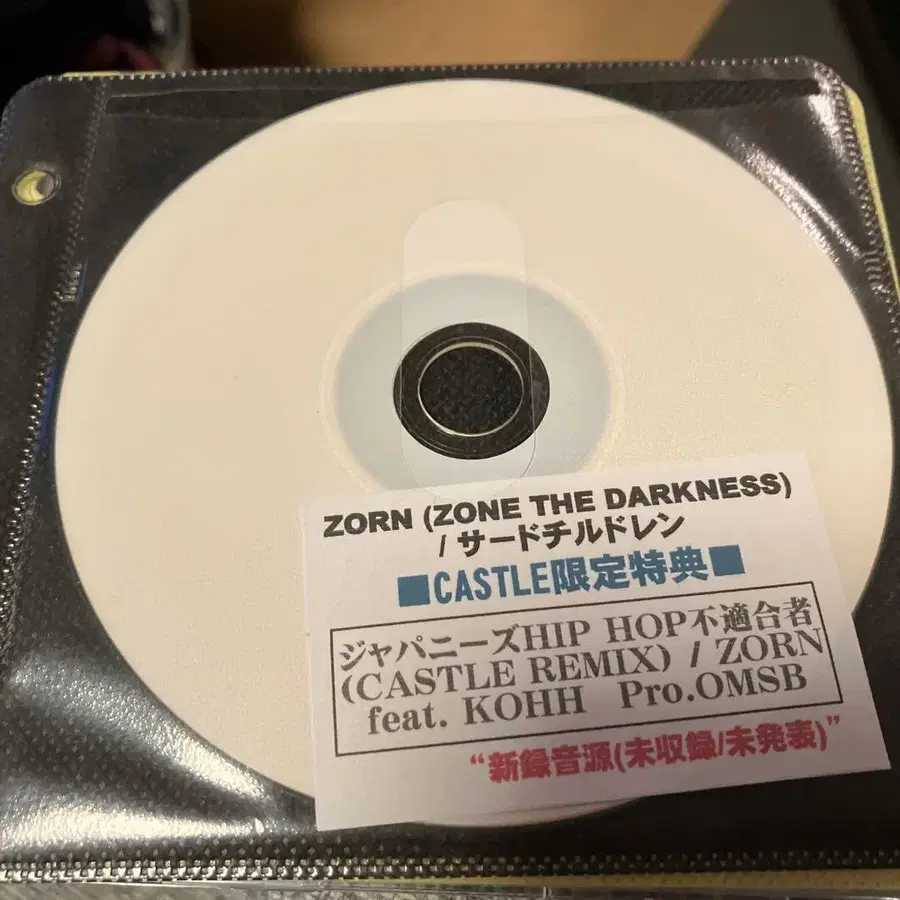 ZORN (ZONE THE DARKNESS)
/ サードチルドレン
■CASTLE限定特典■
ジャパニーズHIP HOP不適合者
(CASTLE REMIX) / ZORN
feat. KOHH Pro.OMSB
“新録音源(未収録/未発表)”